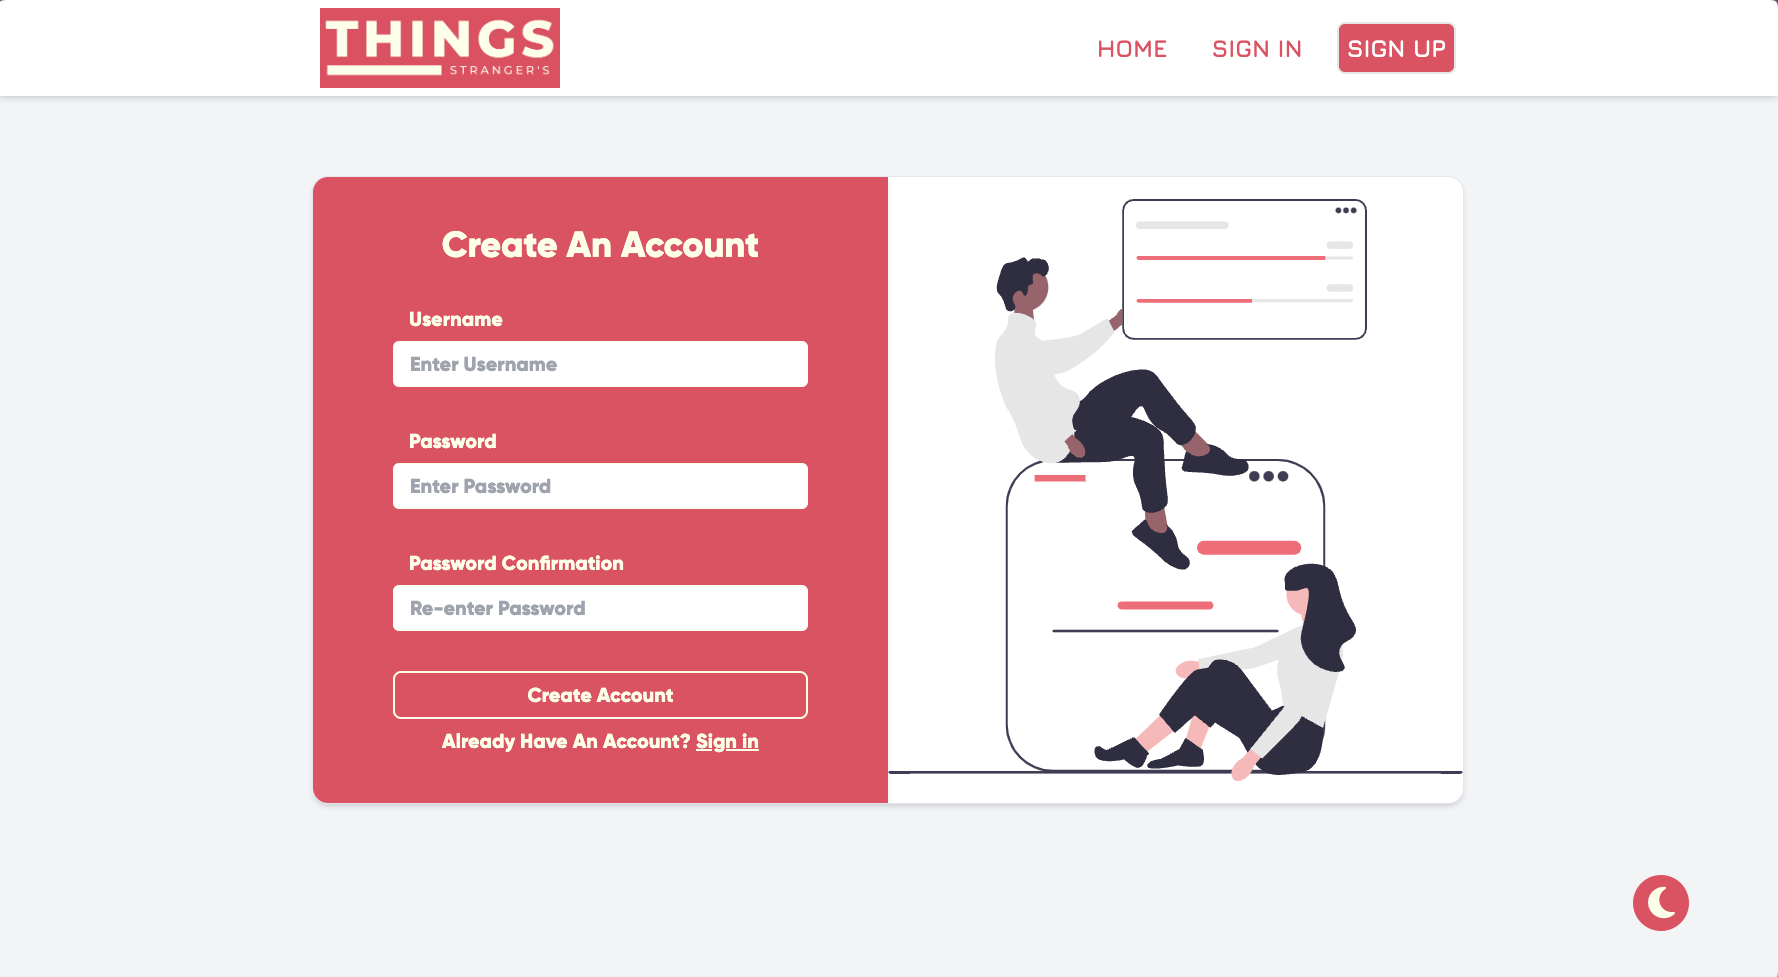 THINGS
STRANGER'S
HOME
SIGN IN
SIGN UP
Create An Account
Username
Enter Username
Password
Enter Password
Password Confirmation
Re-enter Password
Create Account
Already Have An Account? Sign in